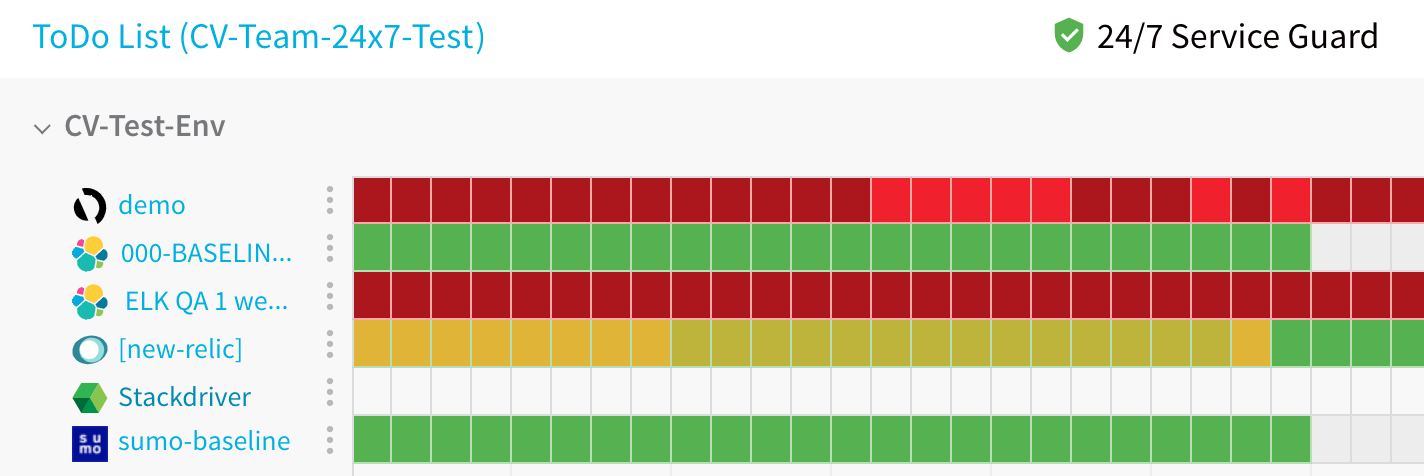 ToDo List (CV-Team-24x7-Test)
24/7 Service Guard
CV-Test-Env
demo
000-BASELIN...
ELK QA 1 we...
[new-relic]
Stackdriver
su
mo
sumo-baseline